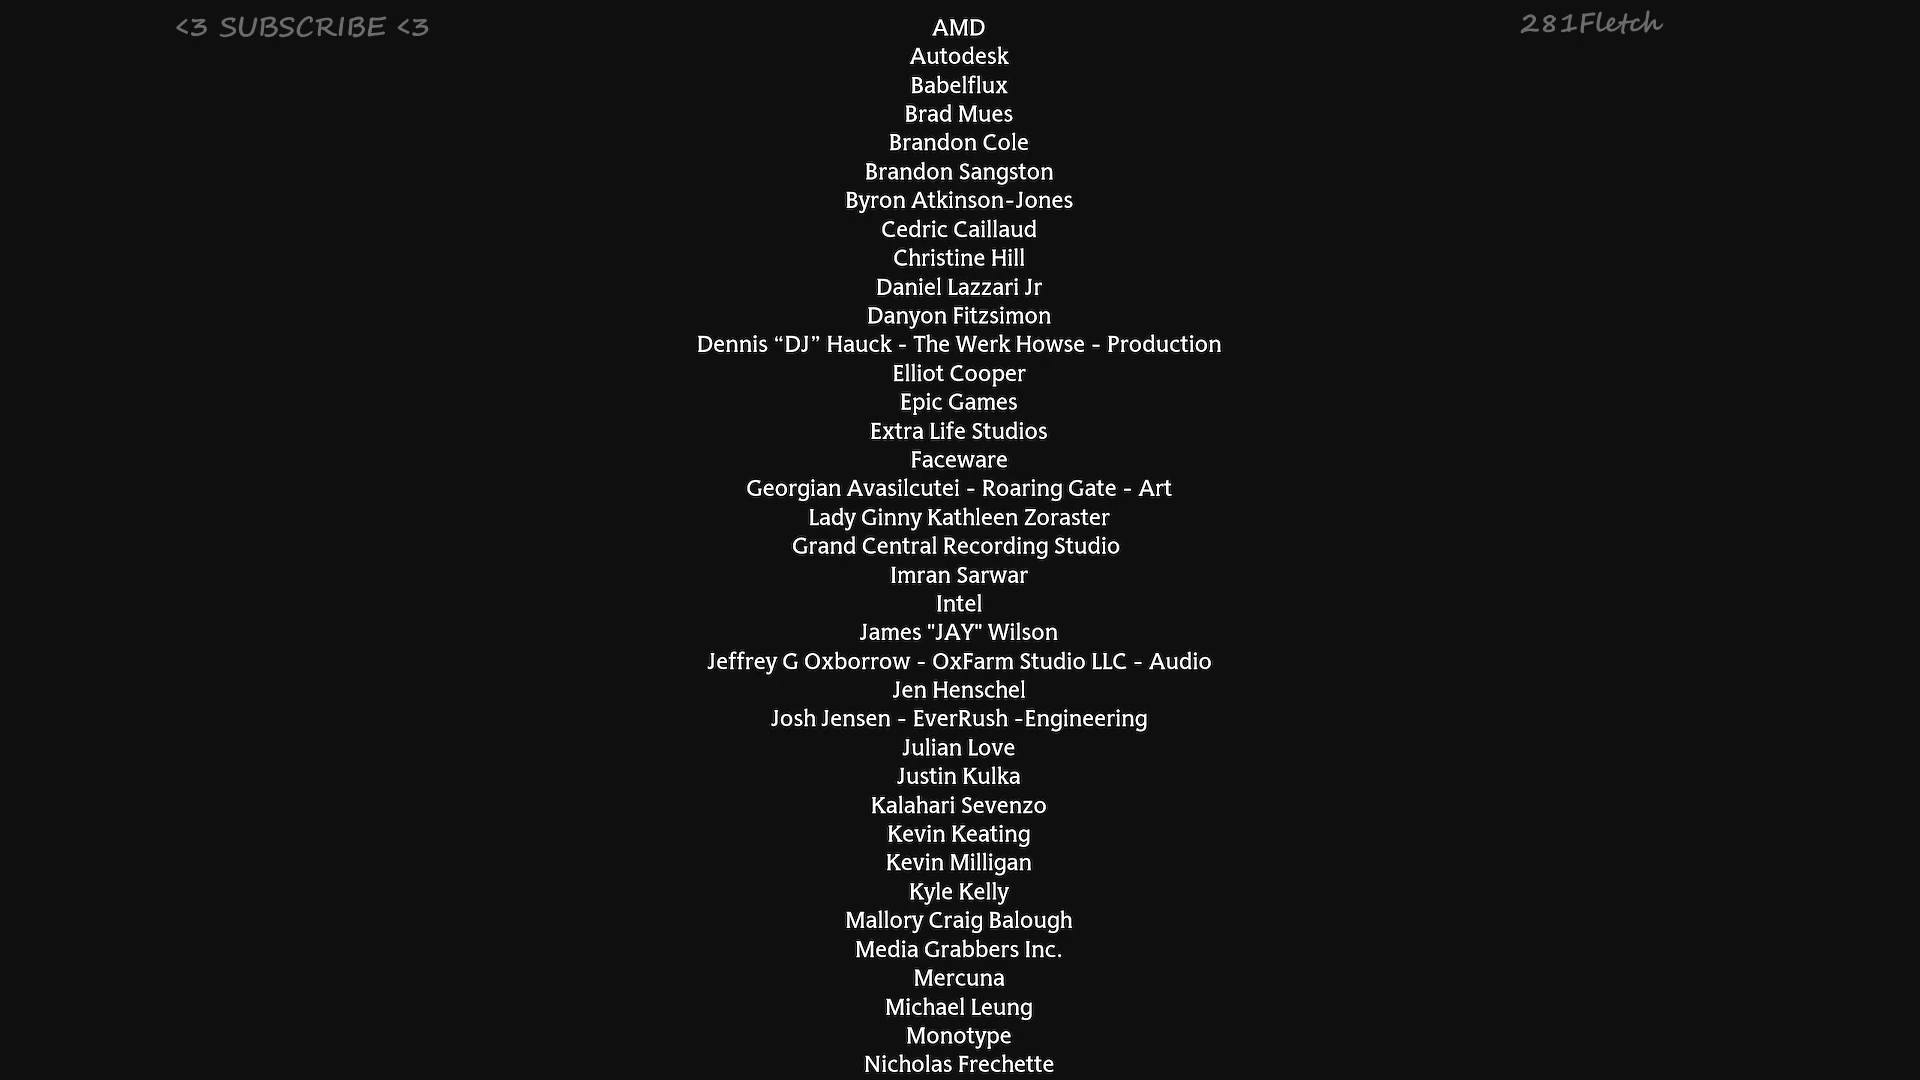 <3 SUBSCRIBE <3
281Fletch
AMD
Autodesk
Babelflux
Brad Mues
Brandon Cole
Brandon Sangston
Byron Atkinson-Jones
Cedric Caillaud
Christine Hill
Daniel Lazzari Jr
Danyon Fitzsimon
Dennis “DJ” Hauck - The Werk Howse - Production
Elliot Cooper
Epic Games
Extra Life Studios
Faceware
Georgian Avasilcutei - Roaring Gate - Art
Lady Ginny Kathleen Zoraster
Grand Central Recording Studio
Imran Sarwar
Intel
James "JAY" Wilson
Jeffrey G Oxborrow - OxFarm Studio LLC - Audio
Jen Henschel
Josh Jensen - EverRush -Engineering
Julian Love
Justin Kulka
Kalahari Sevenzo
Kevin Keating
Kevin Milligan
Kyle Kelly
Mallory Craig Balough
Media Grabbers Inc.
Mercuna
Michael Leung
Monotype
Nicholas Frechette